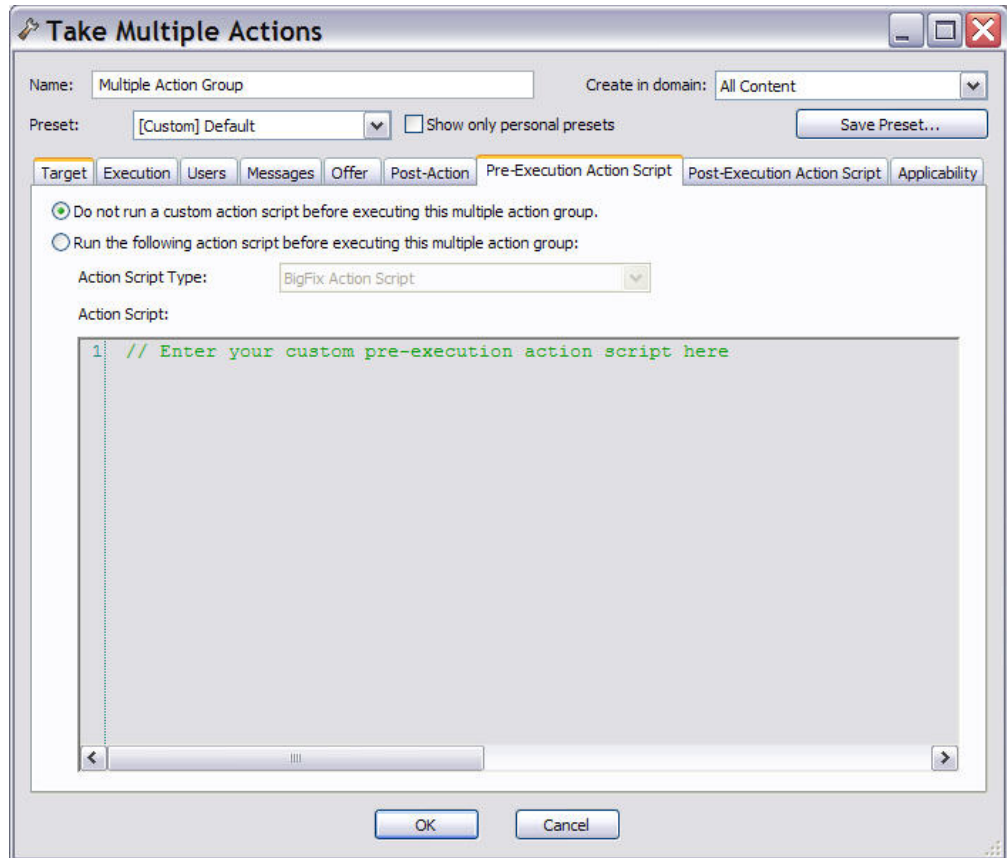 Take Multiple Actions
Name: Multiple Action Group Create in domain: All Content
Preset: [Custom] Default Show only personal presets Save Preset...
Target Execution Users Messages Offer Post-Action Pre-Execution Action Script Post-Execution Action Script Applicability
Do not run a custom action script before executing this multiple action group.
Run the following action script before executing this multiple action group:
Action Script Type: BigFix Action Script
Action Script:
1 // Enter your custom pre-execution action script here
OK Cancel